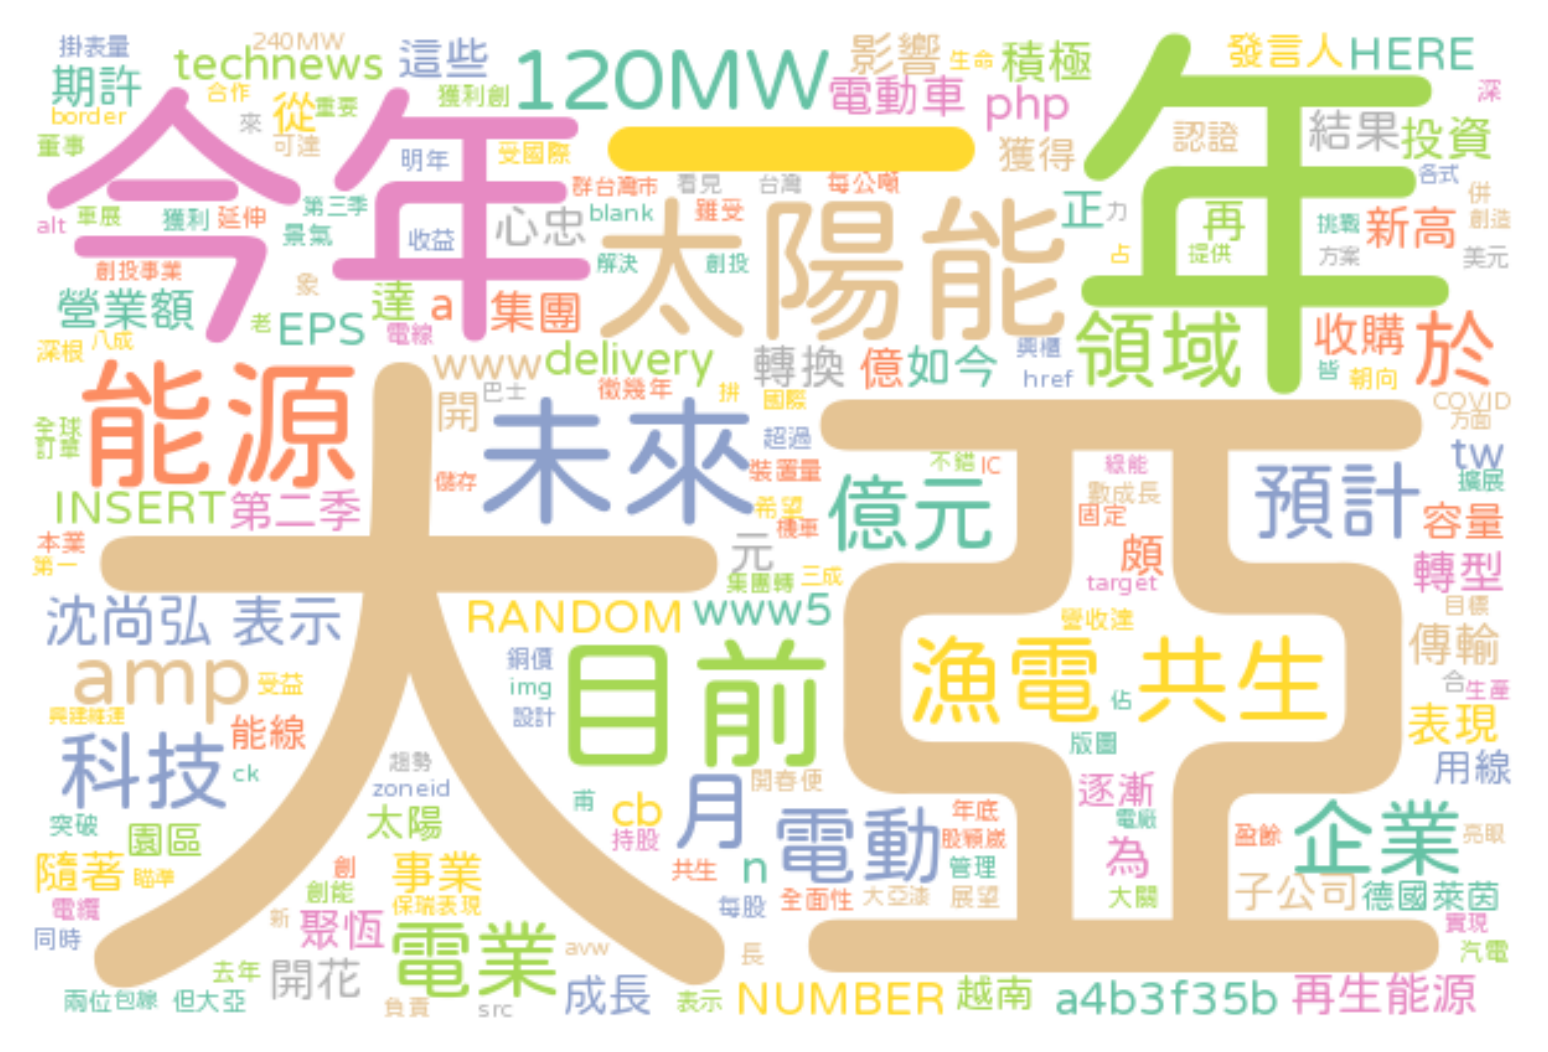 掛表量 240MW technews 這些 120MW 影響 生命 積極 發言人 HERE
期許 合作 從 重要 獲利創 電動車 php 深
border 來 可達 一 獲得 認證 結果 投資
董事 今年 明年 受國際 年 各式
群台灣市 看見 台灣 每公噸 併
alt 車展 獲利 延伸 第三季 心忠 blank 雖受 太陽能 正 力 再 挑戰 新高 創造
景氣 收益 解決 創投 占 提供 方案 美元
創投事業 象
營業額 老 EPS 達 a 集團 領域 收購 於
深根 八成 電線 www delivery 轉換 億 如今 興櫃 href 皆 朝向
能源 開 巴士 微幾年 拚 國際 COVID
全球 訂單 未來 超過 方面 tw
儲存 裝置量 不錯 IC 綠能 擴展
INSERT 第二季 希望 機車 億元 數成長 預計 容量
本業 固定 頗
第一 大 元 集團轉 三成 亞 target 轉型
沈尚弘 表示 RANDOM www5 營收達 目標
amp 受益 銅價 img 目前 漁電 共生 傳輸
興建維運 設計 佔 合 生產
科技 能線 ck 版圖 表現
趨勢 zoneid 月 開春便 逐漸 用線
突破 園區 太陽 甫 cb 持股 電動 年底 電廠 企業 盈餘 亮眼
隨著 瞄準 創 事業 共生 n 股穎崴 管理 為
電纜 創能 保瑞表現 每股 全面性 大亞漆 展望 大關 子公司 德國萊茵
同時 新 聚恆 電業 avw 長 實現
去年 開花 汽電
兩位 包線 但大亞 負責 src 成長 表示 NUMBER 越南 a4b3f35b 再生能源